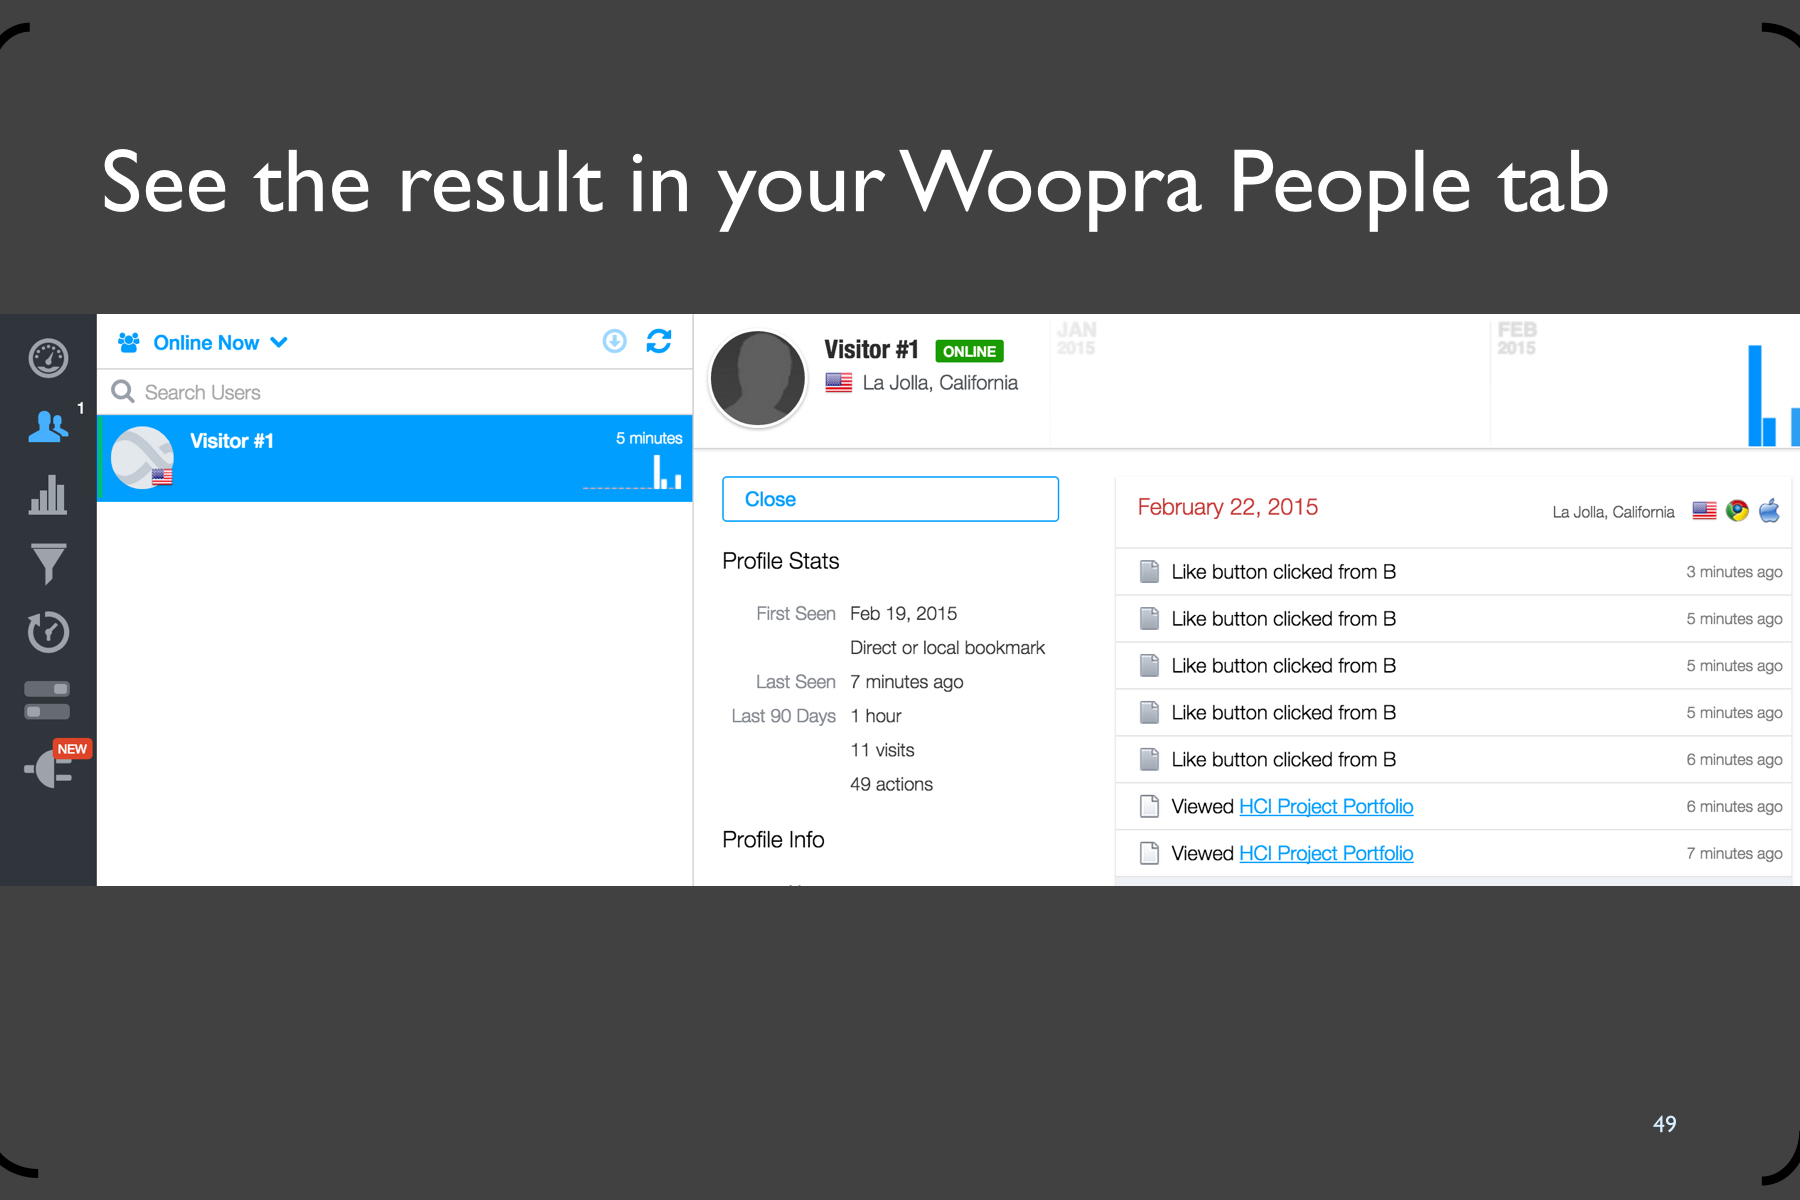 See the result in your Woopra People tab
1
NEW
Online Now
Search Users
Visitor #1
5 minutes
Visitor #1 ONLINE
La Jolla, California
JAN
2015
FEB
2015
Close
Profile Stats
First Seen Feb 19, 2015
Direct or local bookmark
Last Seen 7 minutes ago
Last 90 Days 1 hour
11 visits
49 actions
Profile Info
February 22, 2015 La Jolla, California
Like button clicked from B 3 minutes ago
Like button clicked from B 5 minutes ago
Like button clicked from B 5 minutes ago
Like button clicked from B 5 minutes ago
Like button clicked from B 6 minutes ago
Viewed HCI Project Portfolio 6 minutes ago
Viewed HCI Project Portfolio 7 minutes ago
49